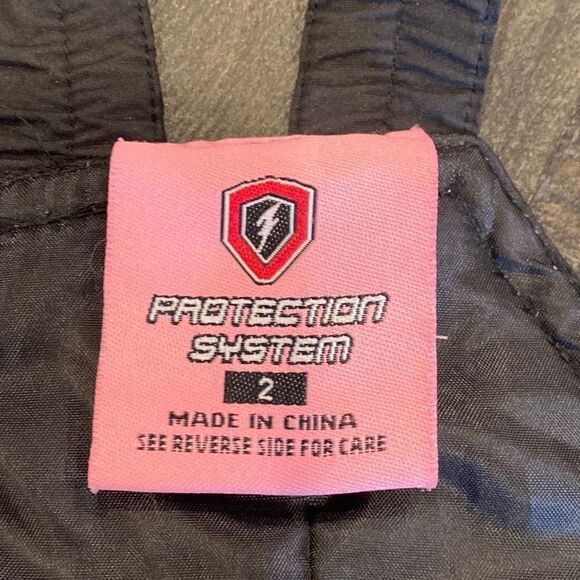 PROTECTION
SYSTEM
2
MADE IN CHINA
SEE REVERSE SIDE FOR CARE